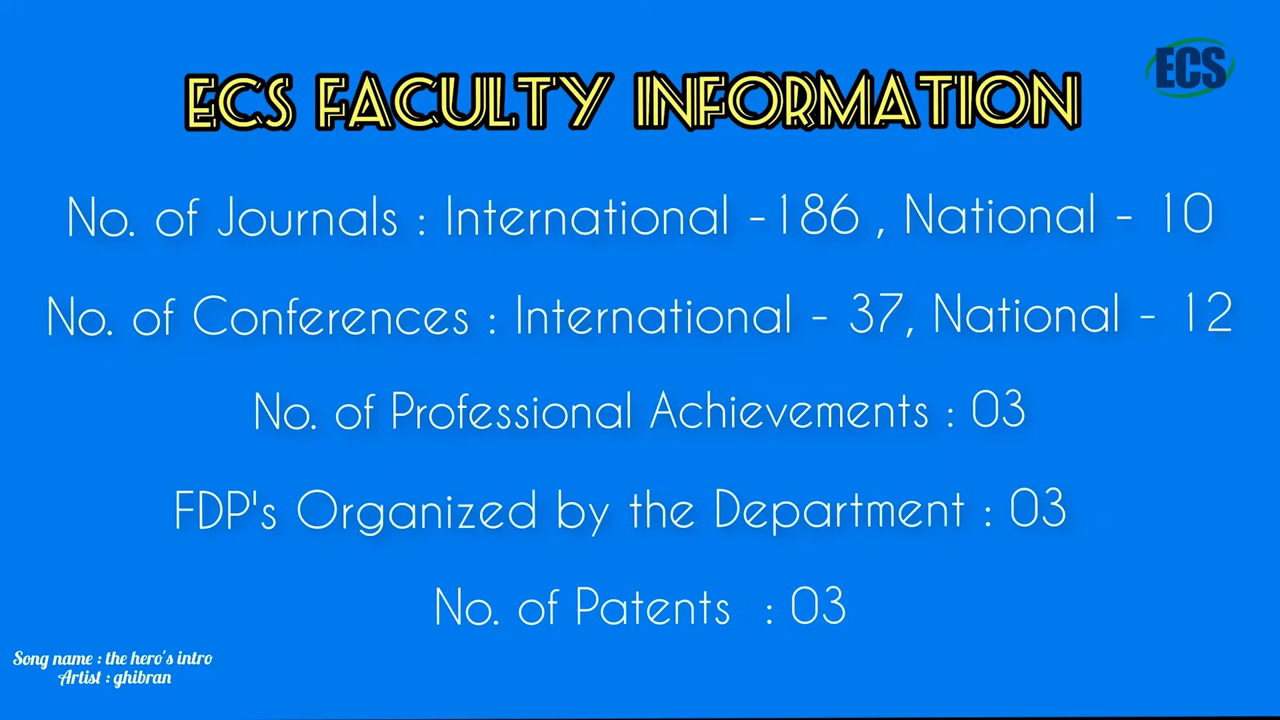 ECS
ECS FACULTY INFORMATION
No. of Journals : International -186 , National - 10
No. of Conferences : International - 37, National - 12
No. of Professional Achievements : 03
FDP's Organized by the Department : 03
No. of Patents : 03
Song name : the hero's intro
Artist : ghibran